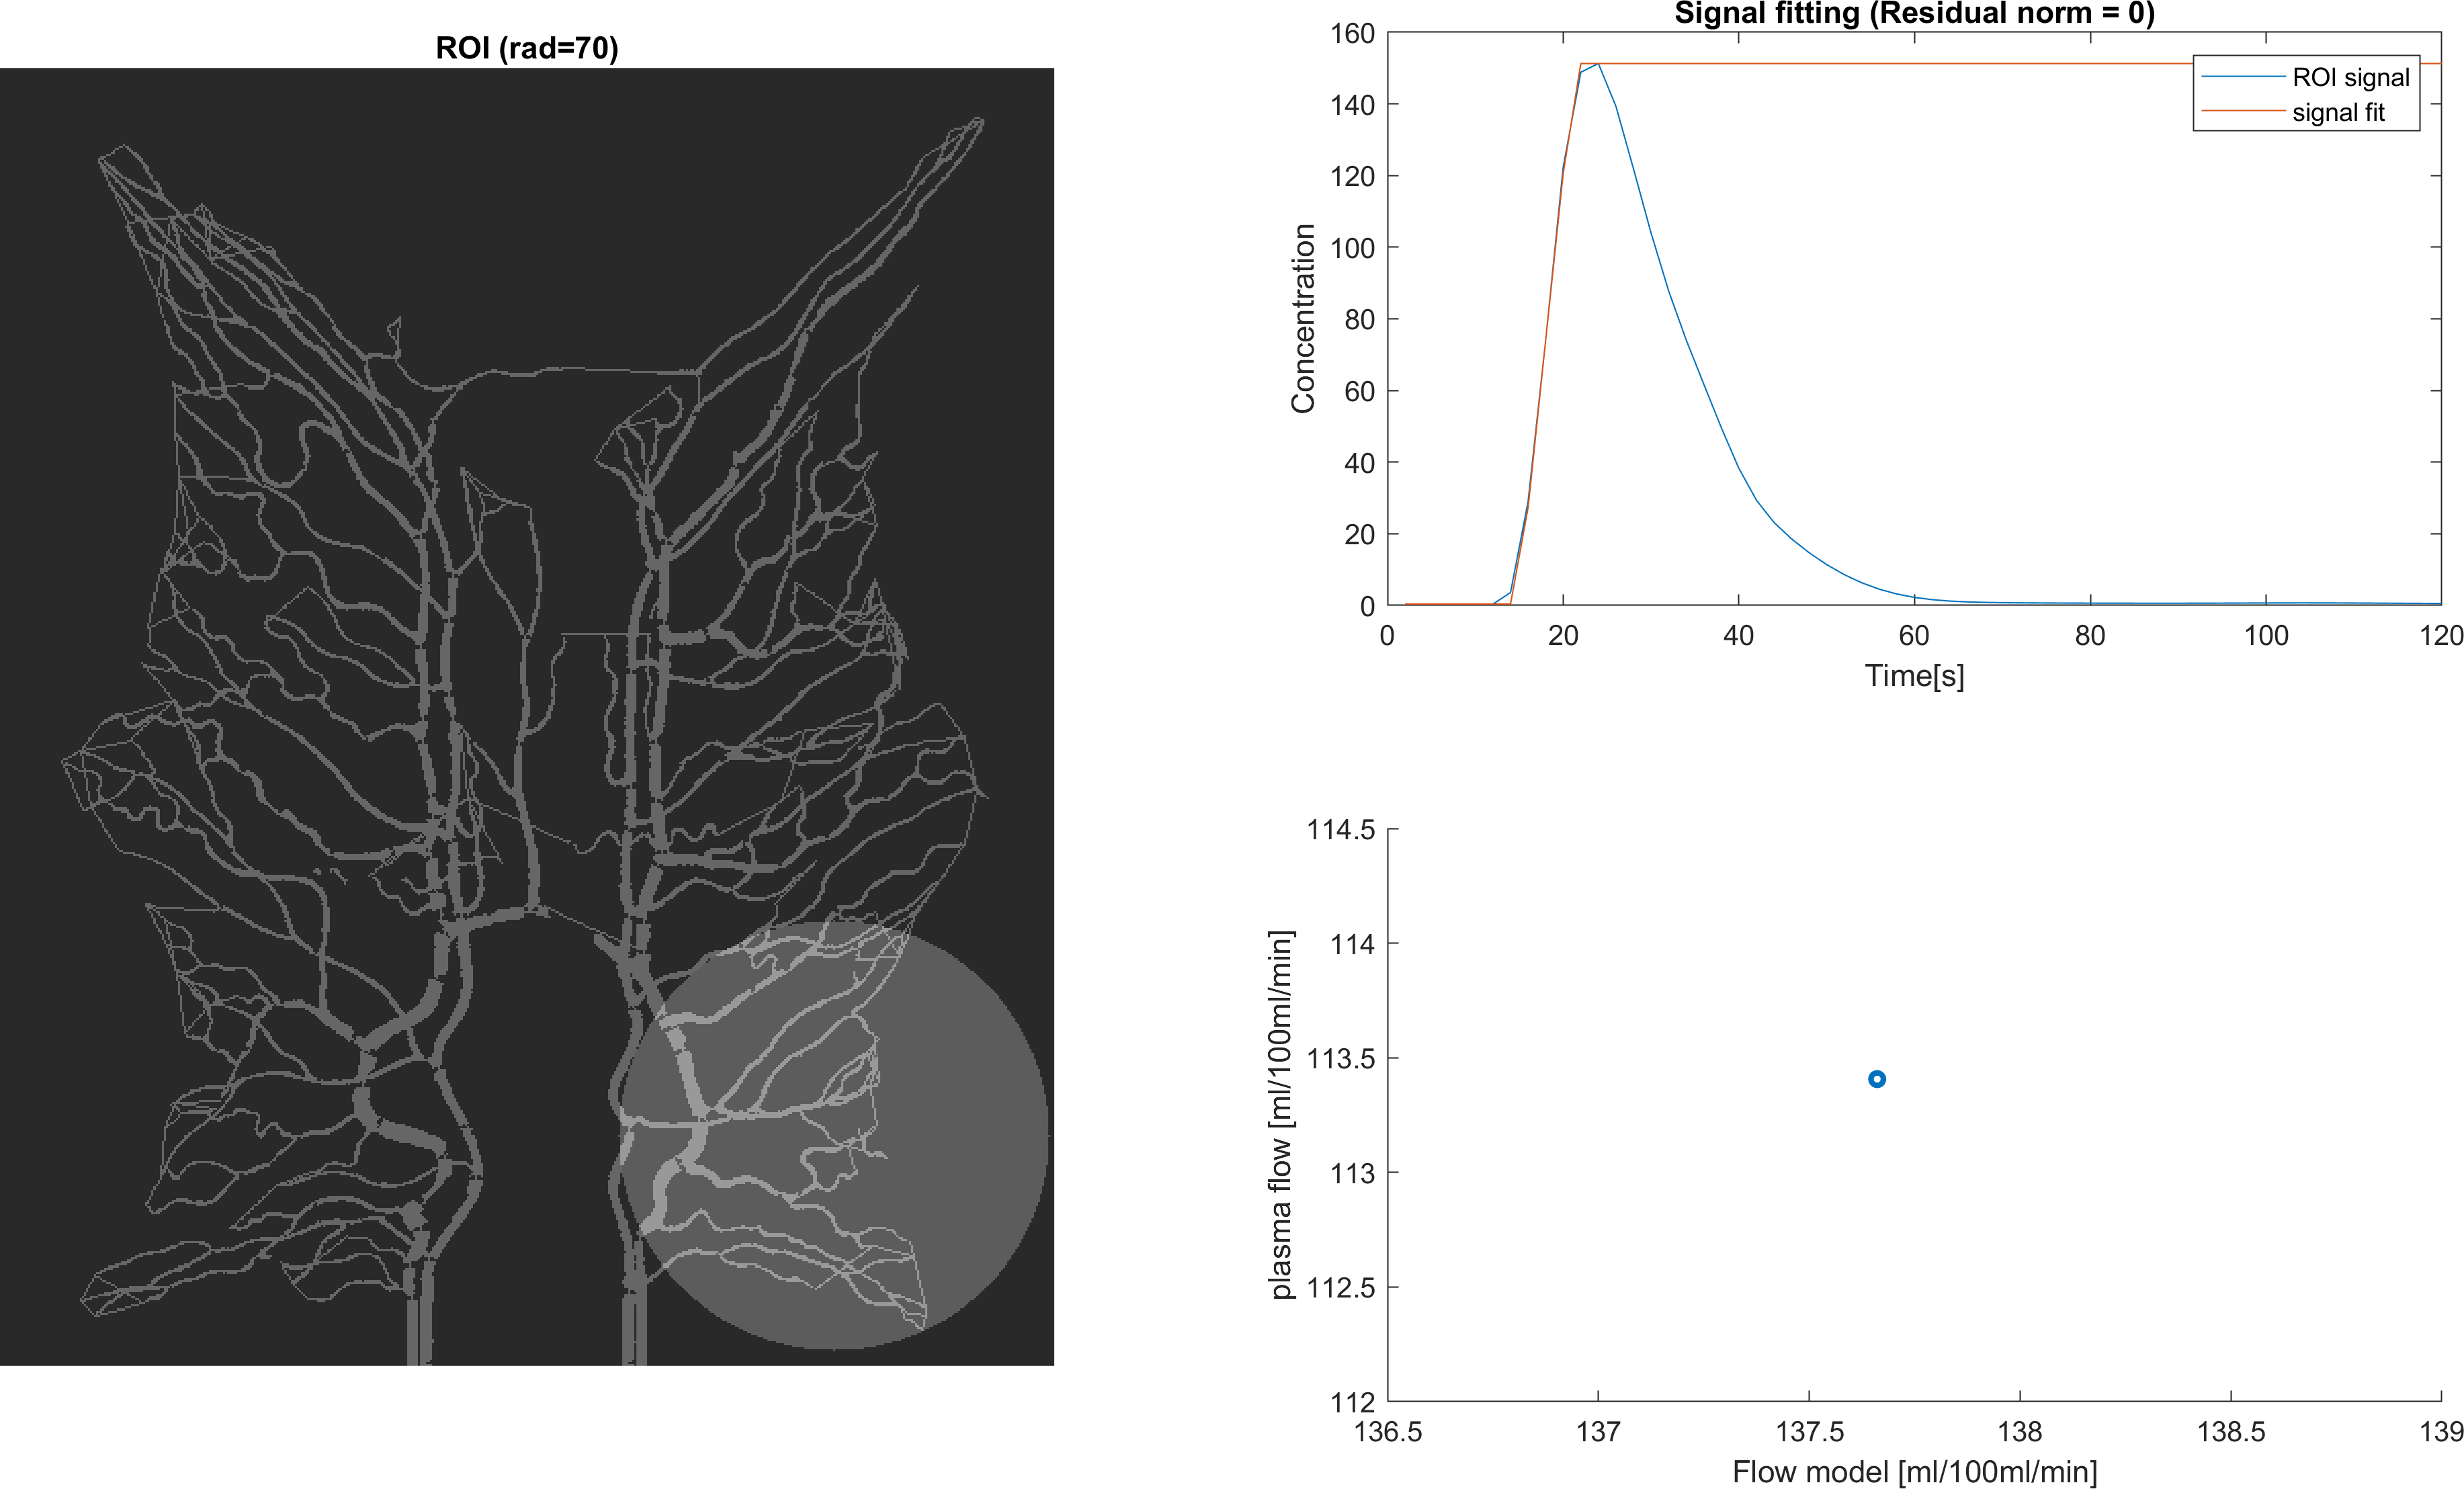 ROI (rad=70)
Signal fitting (Residual norm = 0)
160
140
120
100
80
60
40
20
0
Concentration
ROI signal
signal fit
0 20 40 60 80 100 120
Time[s]
114.5
114
113.5
113
112.5
112
plasma flow [ml/100ml/min]
136.5 137 137.5 138 138.5 139
Flow model [ml/100ml/min]